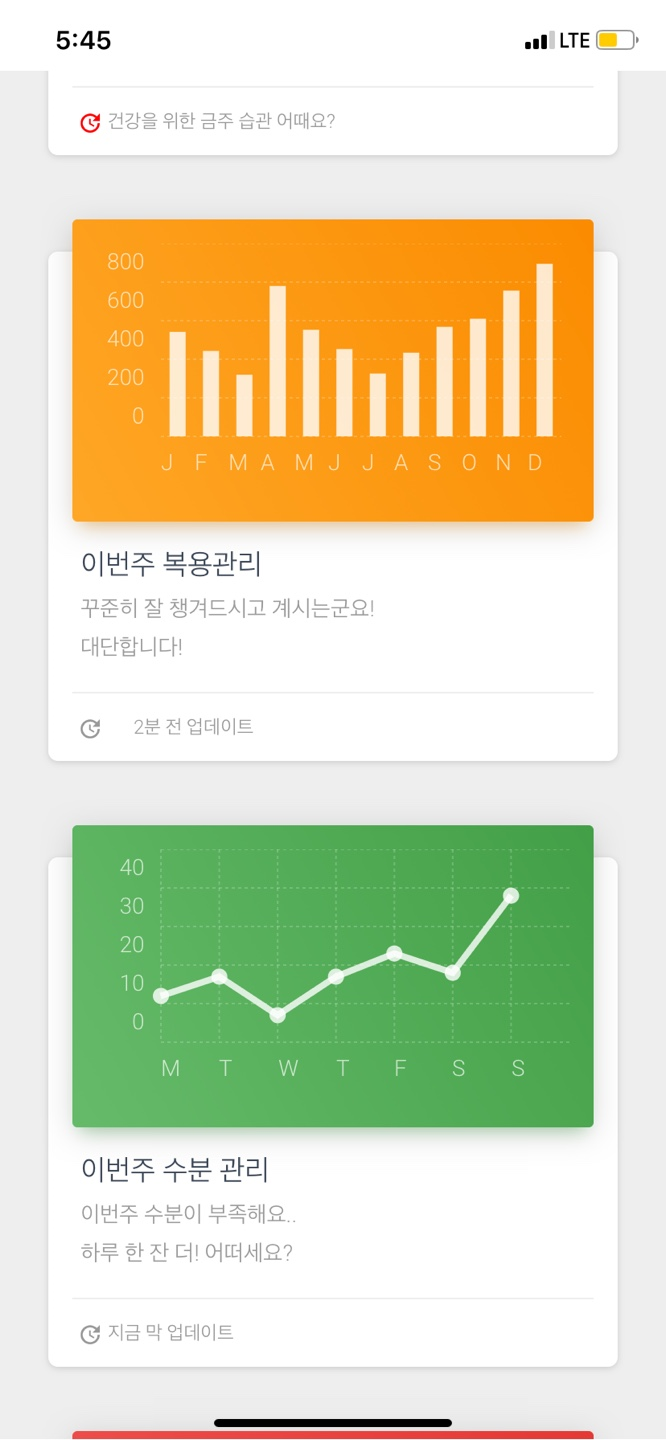 5:45 LTE
건강을 위한 금주 습관 어때요?
800
600
400
200
0
J F M A M J J A S O N D
이번주 복용관리
꾸준히 잘 챙겨드시고 계시는군요!
대단합니다!
2분 전 업데이트
40
30
20
10
0
M T W T F S S
이번주 수분 관리
이번주 수분이 부족해요..
하루 한 잔 더! 어떠세요?
지금 막 업데이트